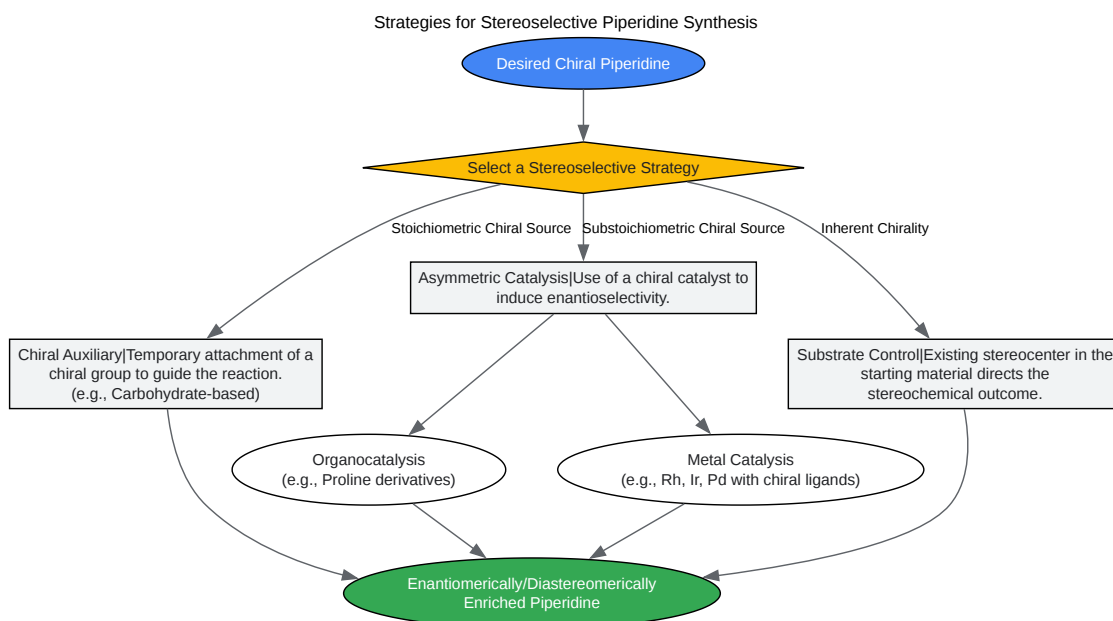 Strategies for Stereoselective Piperidine Synthesis
Desired Chiral Piperidine
Select a Stereoselective Strategy
Stoichiometric Chiral Source
Substoichiometric Chiral Source
Inherent Chirality
Asymmetric Catalysis|Use of a chiral catalyst to
induce enantioselectivity.
Chiral Auxiliary|Temporary attachment of a
chiral group to guide the reaction.
(e.g., Carbohydrate-based)
Substrate Control|Existing stereocenter in the
starting material directs the
stereochemical outcome.
Organocatalysis
(e.g., Proline derivatives)
Metal Catalysis
(e.g., Rh, Ir, Pd with chiral ligands)
Enantiomerically/Diastereomerically
Enriched Piperidine